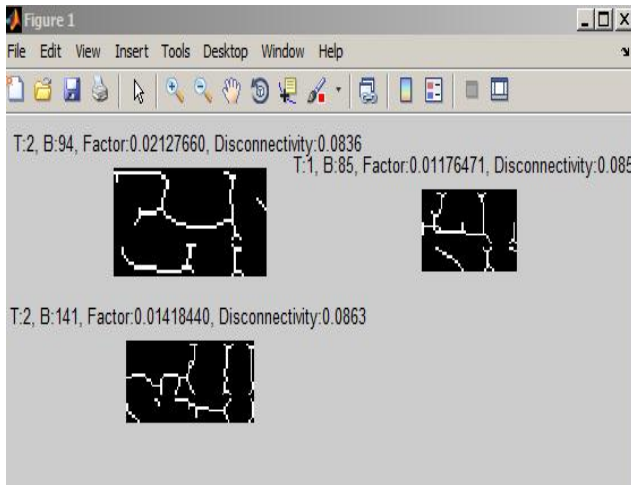 Figure 1
File Edit View Insert Tools Desktop Window Help
T:2, B:94, Factor:0.02127660, Disconnectivity:0.0836
T:1, B:85, Factor:0.01176471, Disconnectivity:0.085
T:2, B:141, Factor:0.01418440, Disconnectivity:0.0863